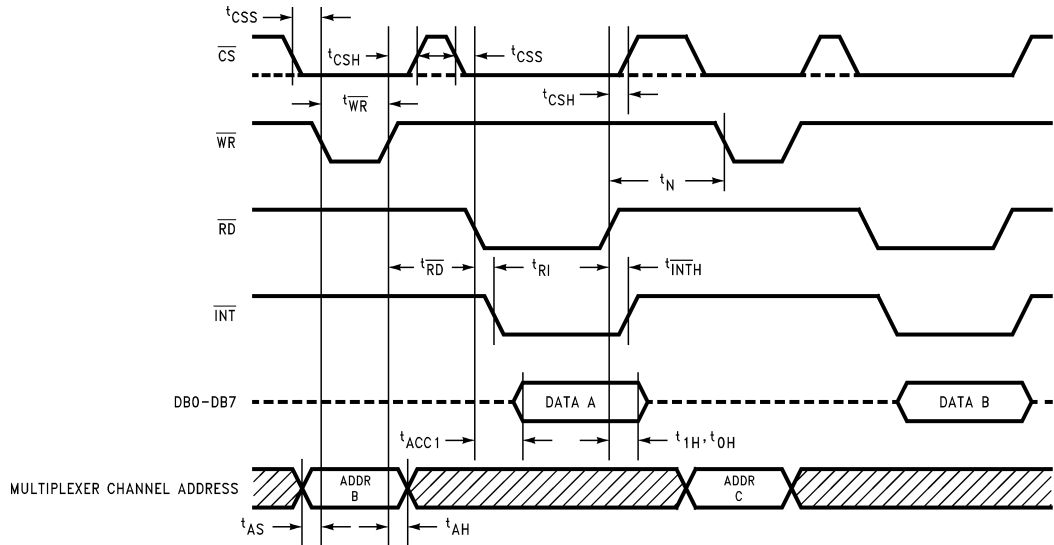 tCSS
CS
tCSH
tCSS
tCSH
tWR
WR
tN
RD
tRD
tRI
tINTH
INT
DB0-DB7
DATA A
DATA B
tACC1
t1H, t0H
MULTIPLEXER CHANNEL ADDRESS
ADDR
B
ADDR
C
tAS
tAH